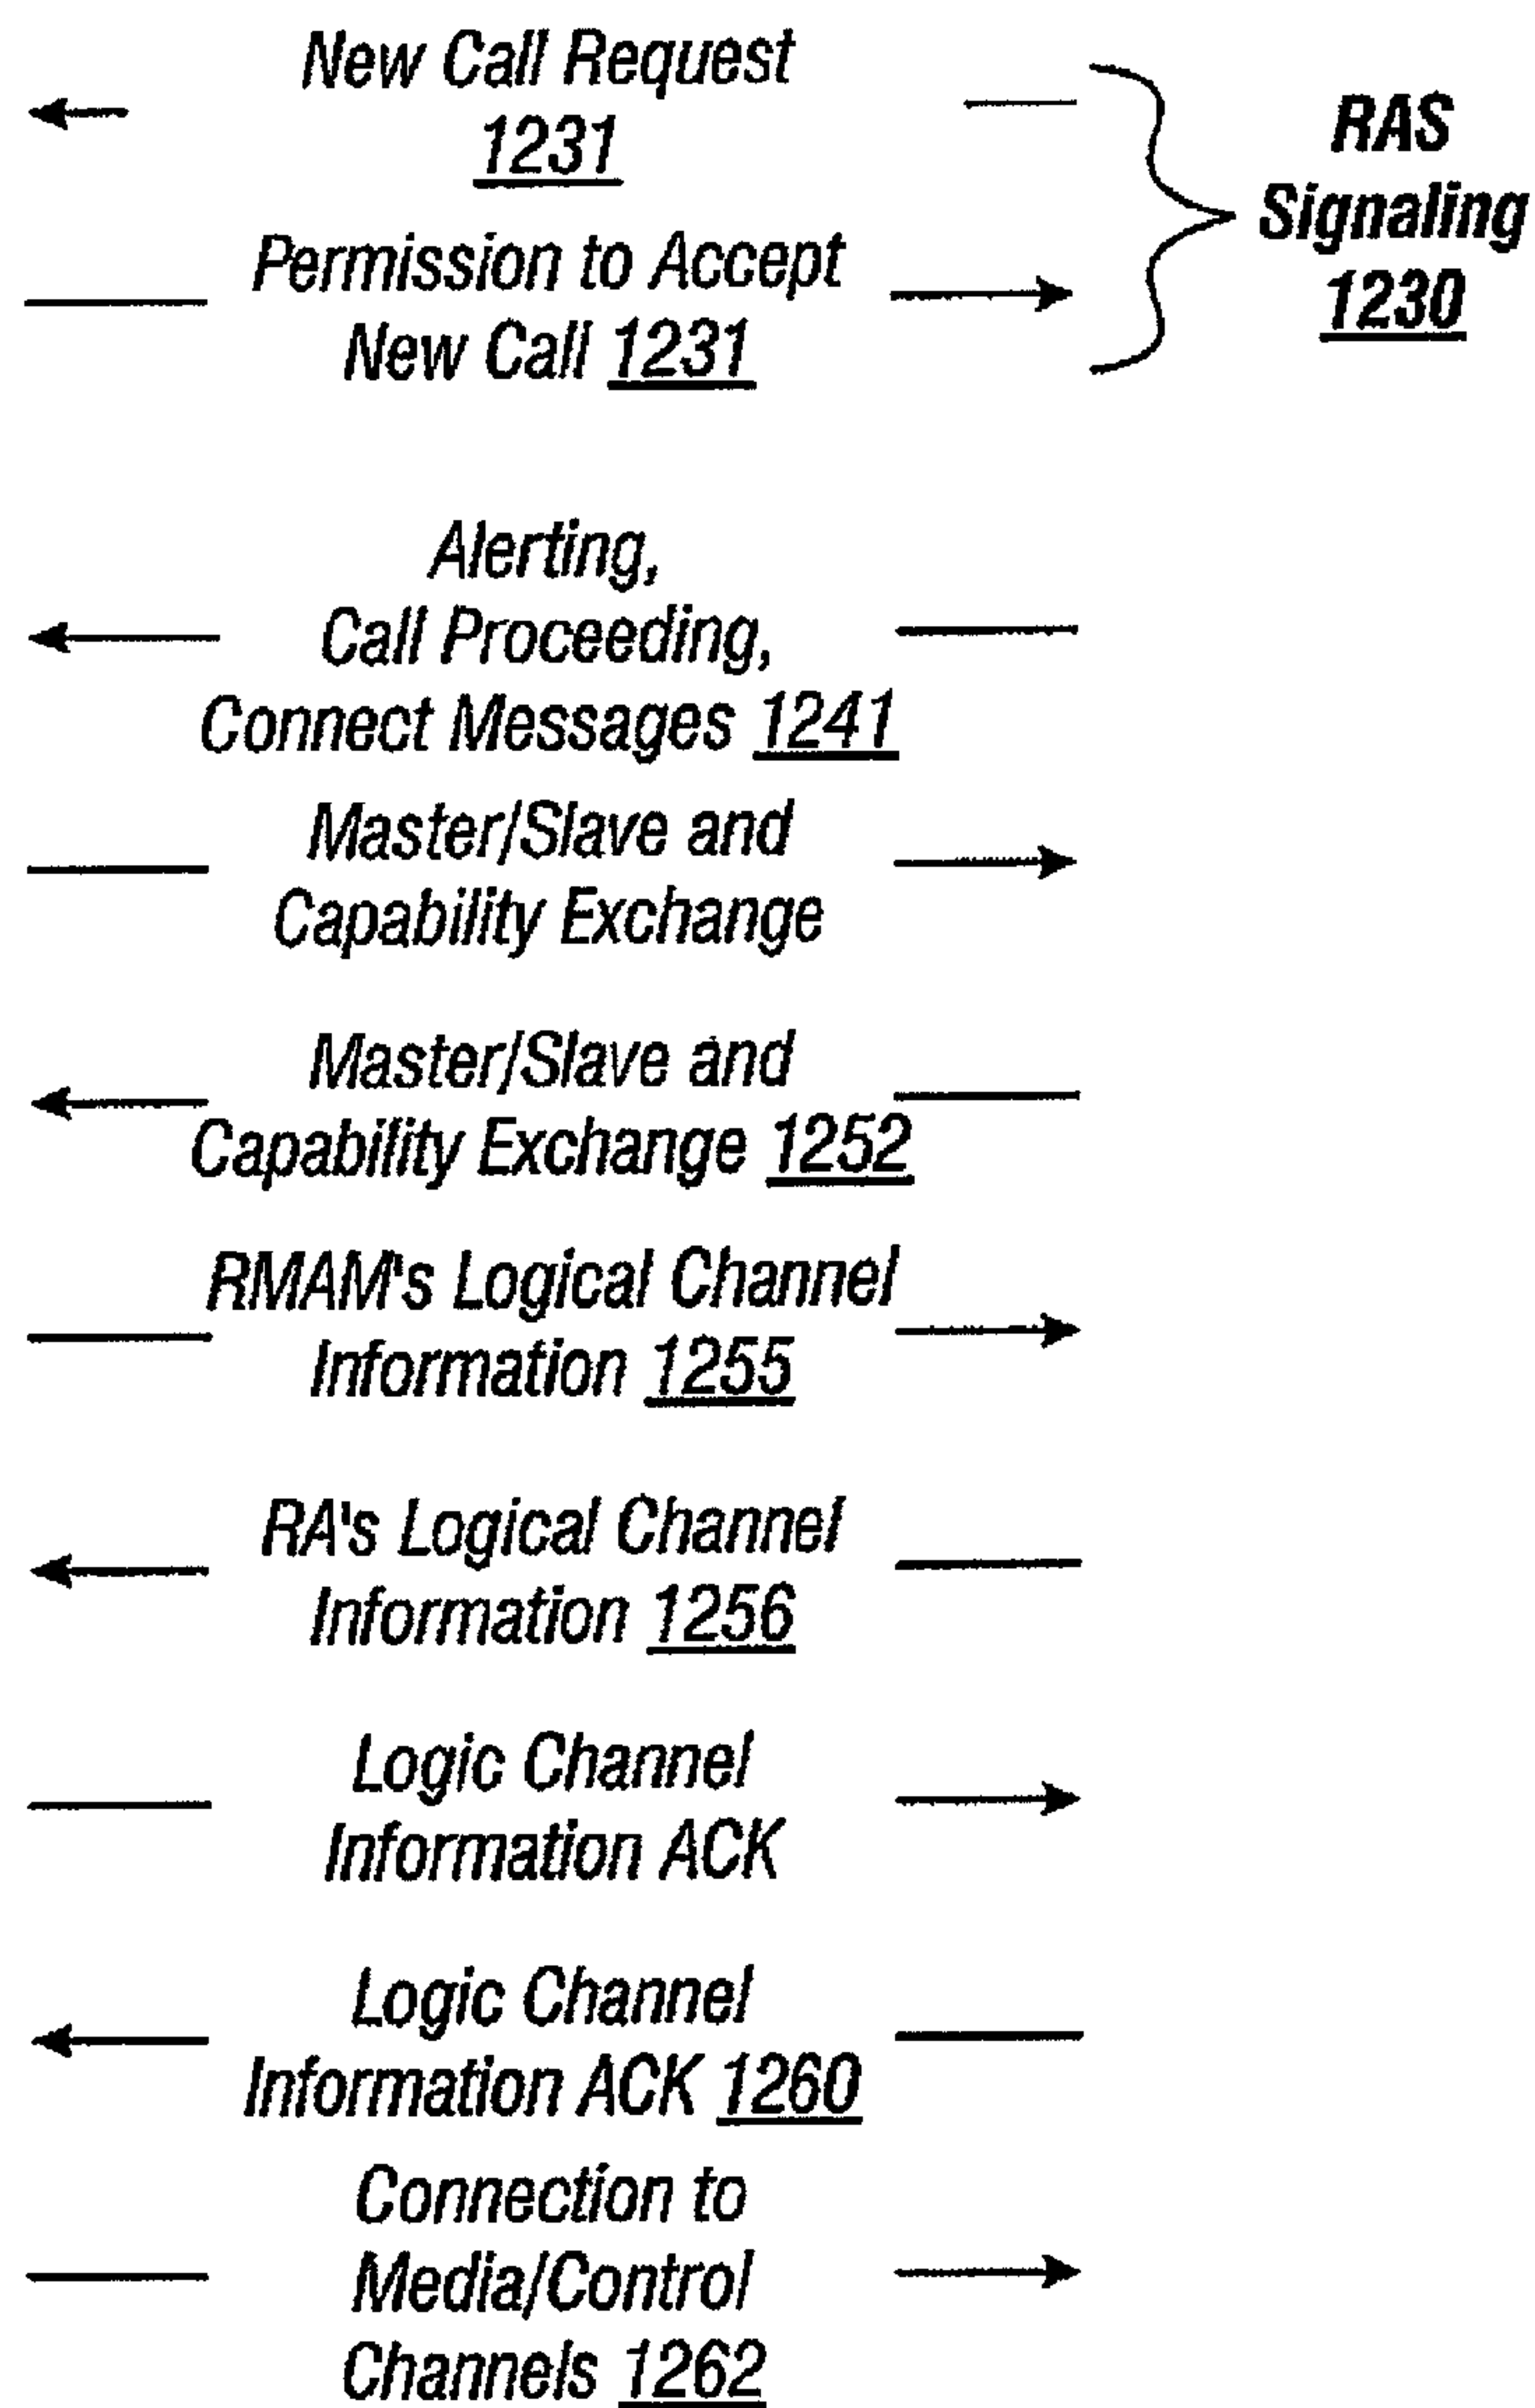 New Call Request
1231
Permission to Accept
New Call 1231
RAS
Signaling
1230
Alerting,
Call Proceeding,
Connect Messages 1241
Master/Slave and
Capability Exchange
Master/Slave and
Capability Exchange 1252
RMAM's Logical Channel
Information 1255
RA's Logical Channel
Information 1256
Logic Channel
Information ACK
Logic Channel
Information ACK 1260
Connection to
Media/Control
Channels 1262